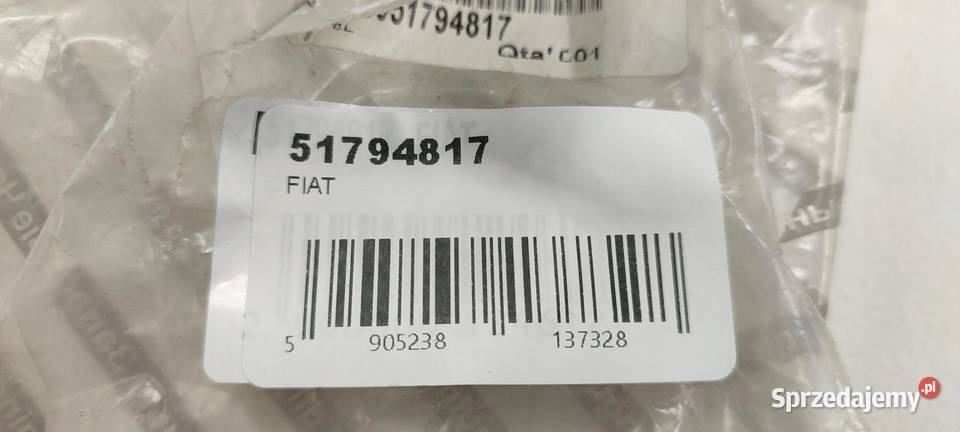 51794817
Qta' 001
51794817
FIAT
5 905238 137328
Sprzedajemy.pl